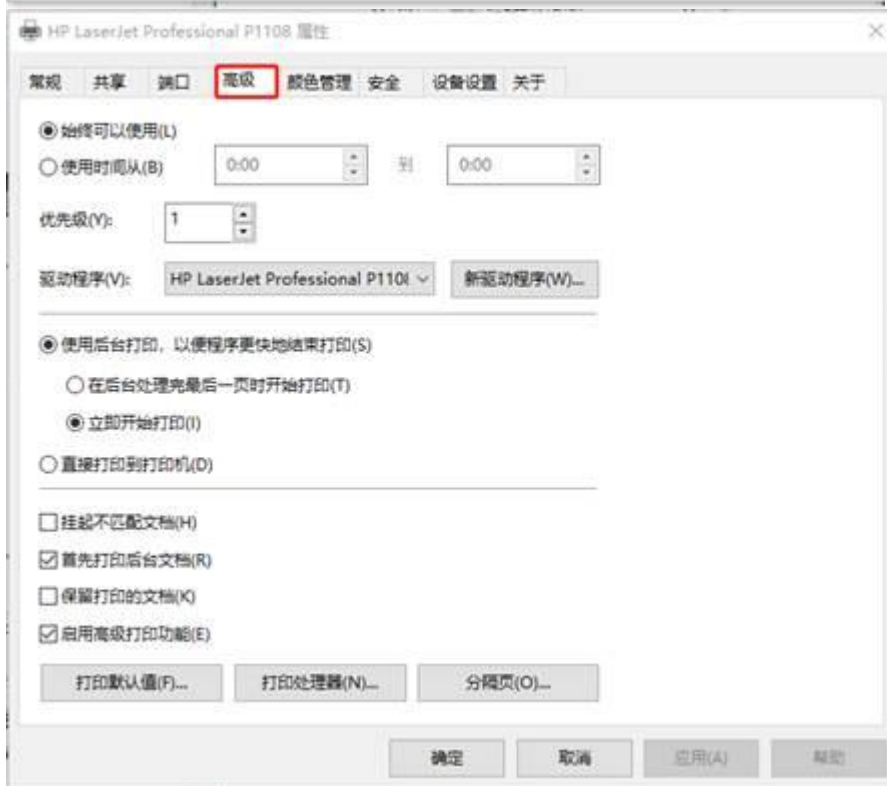 HP LaserJet Professional P1108 属性
常规 共享 端口 高级 颜色管理 安全 设备设置 关于
始终可以使用(L)
使用时间从(B) 0:00 到 0:00
优先级(Y): 1
驱动程序(V): HP LaserJet Professional P110 新驱动程序(W)...
使用后台打印，以便程序更快地结束打印(S)
在后台处理完最后一页时开始打印(T)
立即开始打印(I)
直接打印到打印机(D)
挂起不匹配文档(H)
首先打印后台文档(R)
保留打印的文档(K)
启用高级打印功能(E)
打印默认值(F)... 打印处理器(N)... 分隔页(O)...
确定 取消 应用(A) 帮助